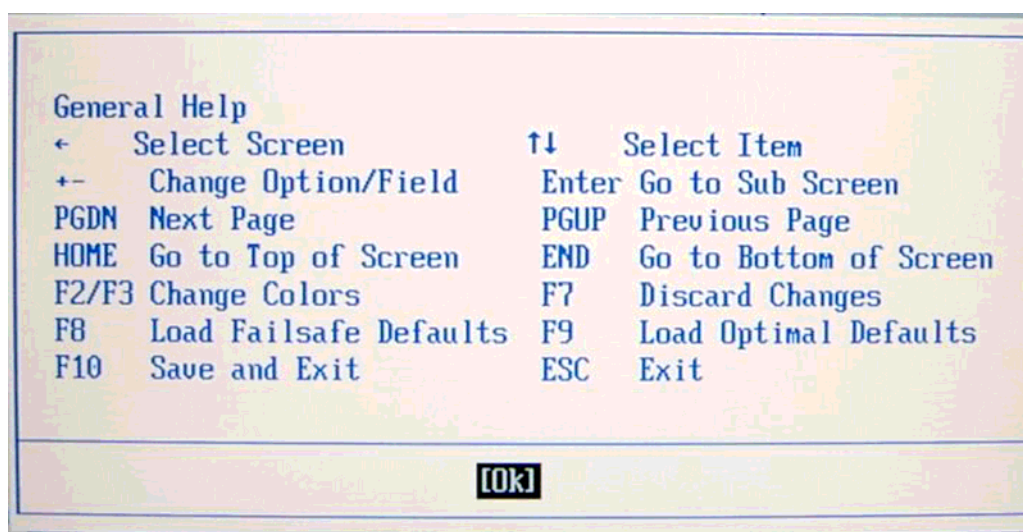 General Help
← Select Screen ↑↓ Select Item
+- Change Option/Field Enter Go to Sub Screen
PGDN Next Page PGUP Previous Page
HOME Go to Top of Screen END Go to Bottom of Screen
F2/F3 Change Colors F7 Discard Changes
F8 Load Failsafe Defaults F9 Load Optimal Defaults
F10 Save and Exit ESC Exit
[Ok]